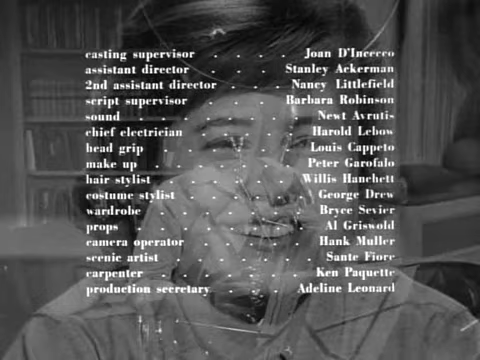 casting supervisor . . . . Joan D'Incecco
assistant director . . . . Stanley Ackerman
2nd assistant director . . . . Nancy Littlefield
script supervisor . . . . Barbara Robinson
sound . . . . . . Newt Avrutis
chief electrician . . . . . Harold Lebow
head grip . . . . . . Louis Cappeto
make up . . . . . . Peter Garofalo
hair stylist . . . . . Willis Hanchett
costume stylist . . . . . George Drew
wardrobe . . . . . . Bryce Sevier
props . . . . . . . Al Griswold
camera operator . . . . . Hank Muller
scenic artist . . . . . . Sante Fiore
carpenter . . . . . . Ken Paquette
production secretary . . . . Adeline Leonard